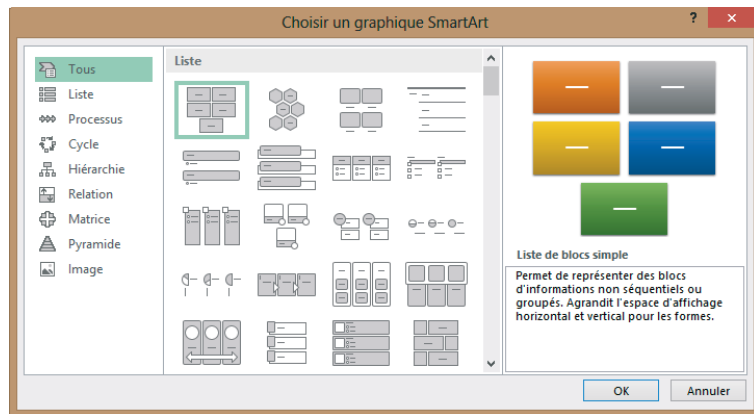 Choisir un graphique SmartArt
?
Tous
Liste
Processus
Cycle
Hiérarchie
Relation
Matrice
Pyramide
Image
Liste
Liste de blocs simple
Permet de représenter des blocs
d'informations non séquentiels ou
groupés. Agrandit l'espace d'affichage
horizontal et vertical pour les formes.
OK
Annuler